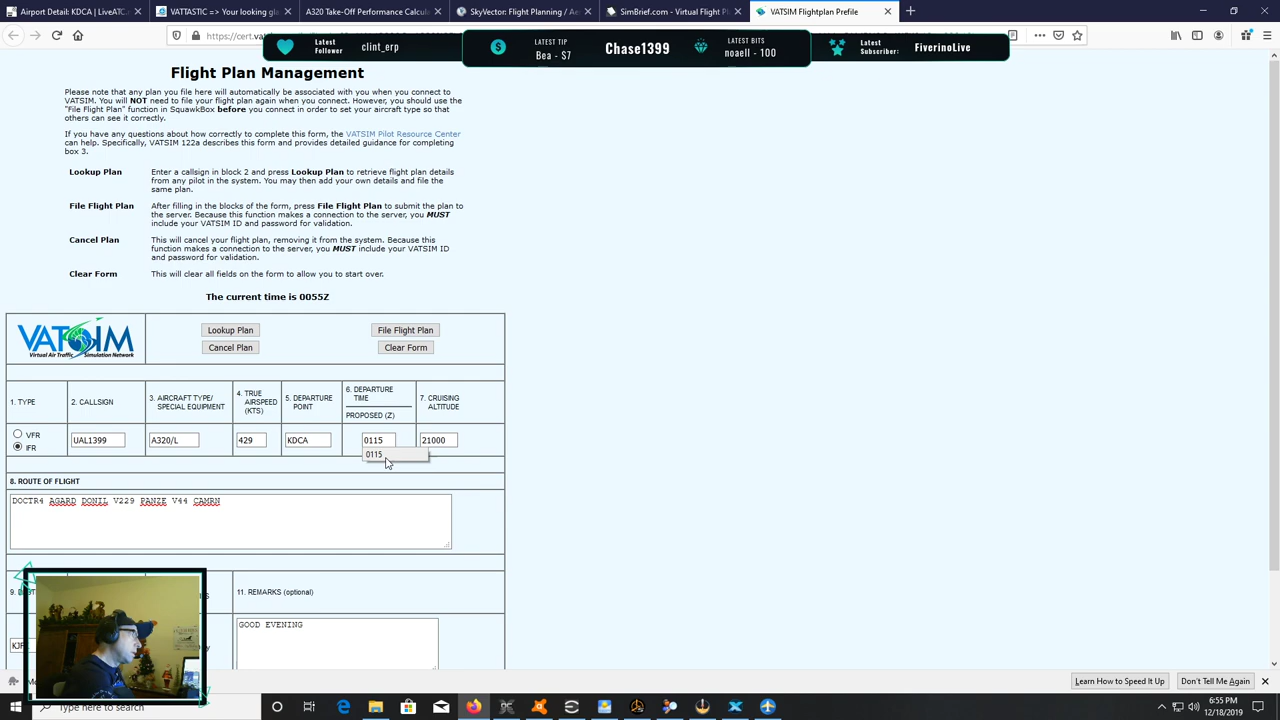 Airport Detail: KDCA | LiveATC.
VATTASTIC => Your looking gla
A320 Take-Off Performance Calcula
SkyVector: Flight Planning / Ae
SimBrief.com - Virtual Flight Pl
VATSIM Flightplan Prefile
https://cert.vat
Latest Follower
clint_erp
LATEST TIP
Bea - $7
Chase1399
LATEST BITS
noaell - 100
Latest Subscriber:
FiverinoLive
Flight Plan Management
Please note that any plan you file here will automatically be associated with you when you connect to
VATSIM. You will NOT need to file your flight plan again when you connect. However, you should use the
"File Flight Plan" function in SquawkBox before you connect in order to set your aircraft type so that
others can see it correctly.
If you have any questions about how correctly to complete this form, the VATSIM Pilot Resource Center
can help. Specifically, VATSIM 122a describes this form and provides detailed guidance for completing
box 3.
Lookup Plan
Enter a callsign in block 2 and press Lookup Plan to retrieve flight plan details
from any pilot in the system. You may then add your own details and file the
same plan.
File Flight Plan
After filling in the blocks of the form, press File Flight Plan to submit the plan to
the server. Because this function makes a connection to the server, you MUST
include your VATSIM ID and password for validation.
Cancel Plan
This will cancel your flight plan, removing it from the system. Because this
function makes a connection to the server, you MUST include your VATSIM ID
and password for validation.
Clear Form
This will clear all fields on the form to allow you to start over.
The current time is 0055Z
VATSIM
Virtual Air Traffic Simulation Network
Lookup Plan
File Flight Plan
Cancel Plan
Clear Form
1. TYPE
2. CALLSIGN
3. AIRCRAFT TYPE/
SPECIAL EQUIPMENT
4. TRUE
AIRSPEED
(KTS)
5. DEPARTURE
POINT
6. DEPARTURE
TIME
PROPOSED (Z)
7. CRUISING
ALTITUDE
VFR
IFR
UAL1399
A320/L
429
KDCA
0115
21000
0115
8. ROUTE OF FLIGHT
DOCTR4 AGARD DONIL V229 PANZE V44 CAMRN
11. REMARKS (optional)
GOOD EVENING
Learn How to Speed It Up
Don't Tell Me Again
Type here to search
6:55 PM
12/18/2019